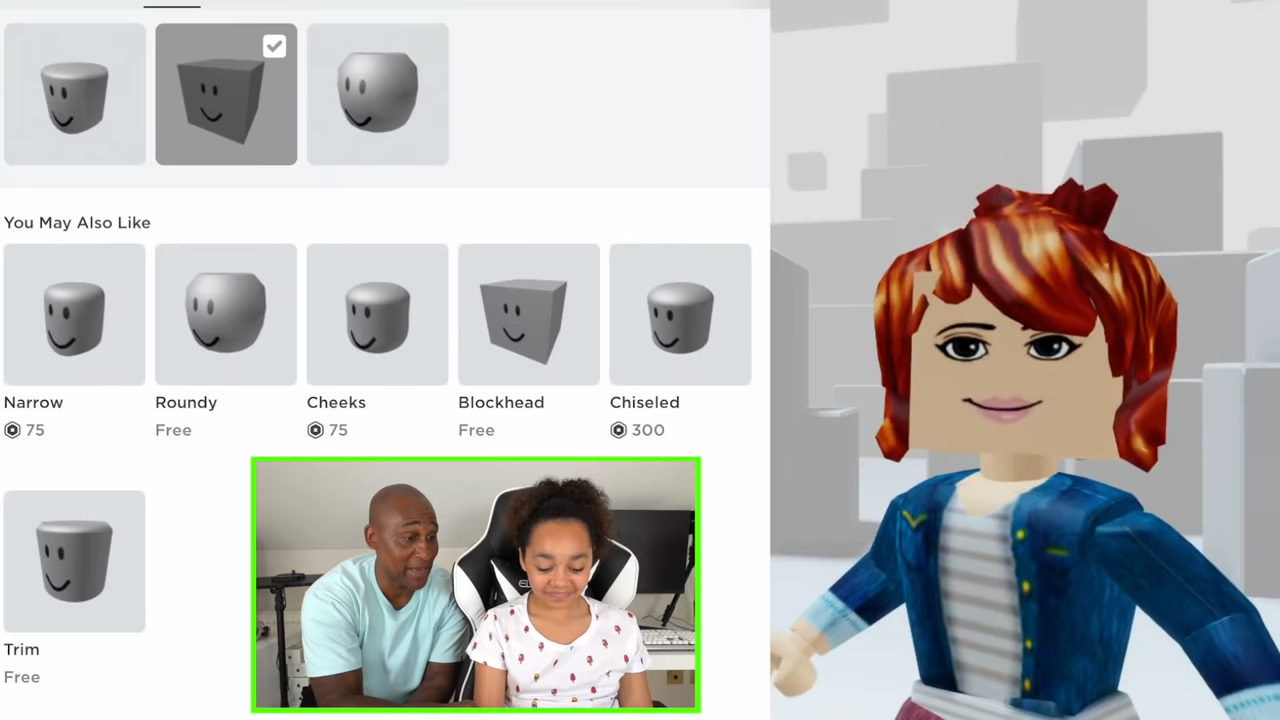 You May Also Like
Narrow
Roundy
Cheeks
Blockhead
Chiseled
75
Free
75
Free
300
Trim
Free